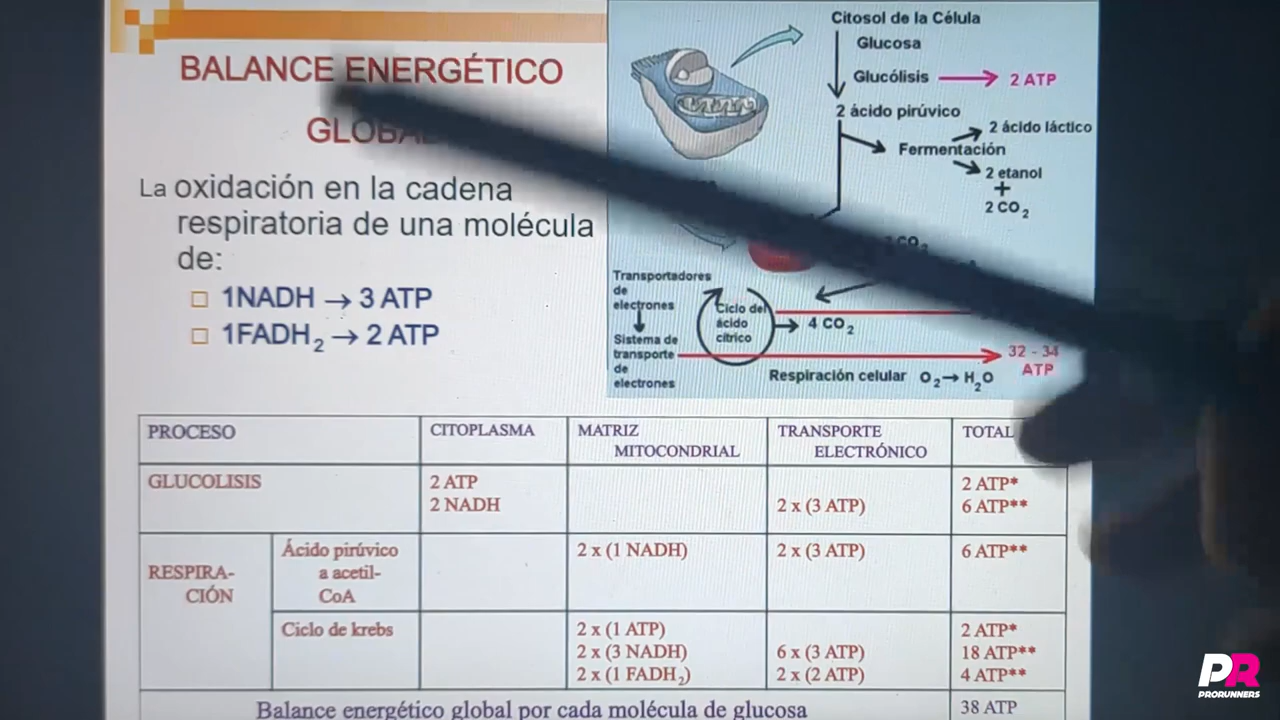 BALANCE ENERGÉTICO
GLOBAL
La oxidación en la cadena
respiratoria de una molécula
de:
1NADH → 3 ATP
1FADH2 → 2 ATP
Citosol de la Célula
Glucosa
Glucólisis → 2 ATP
2 ácido pirúvico
2 ácido láctico
Fermentación
2 etanol
+
2 CO2
CO2
Transportadores
de
electrones
Ciclo del
ácido
cítrico
4 CO2
Sistema de
transporte
de
electrones
32 - 34
ATP
Respiración celular O2→ H2O
PROCESO CITOPLASMA MATRIZ MITOCONDRIAL TRANSPORTE ELECTRÓNICO TOTAL
GLUCOLISIS 2 ATP 2 ATP*
2 NADH 2 x (3 ATP) 6 ATP**
RESPIRA-
CIÓN
Ácido pirúvico 2 x (1 NADH) 2 x (3 ATP) 6 ATP**
a acetil-
CoA
Ciclo de krebs 2 x (1 ATP) 2 ATP*
2 x (3 NADH) 6 x (3 ATP) 18 ATP**
2 x (1 FADH2) 2 x (2 ATP) 4 ATP**
Balance energético global por cada molécula de glucosa 38 ATP
PR
PRORUNNERS